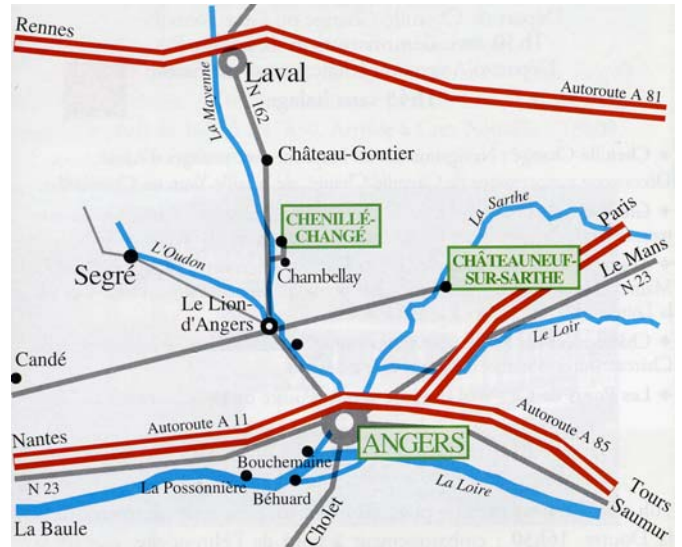 Rennes
Laval
La Mayenne
N 162
Autoroute A 81
Château-Gontier
CHENILLÉ-
CHANGÉ
La Sarthe
Paris
L'Oudon
Chambellay
CHÂTEAUNEUF-
SUR-SARTHE
Le Mans
N 23
Segré
Le Lion-
d'Angers
Le Loir
Candé
Autoroute A 11
Nantes
ANGERS
Autoroute A 85
Bouchemaine
N 23
La Possonnière
Béhuard
La Loire
Tours
Saumur
La Baule
Cholet